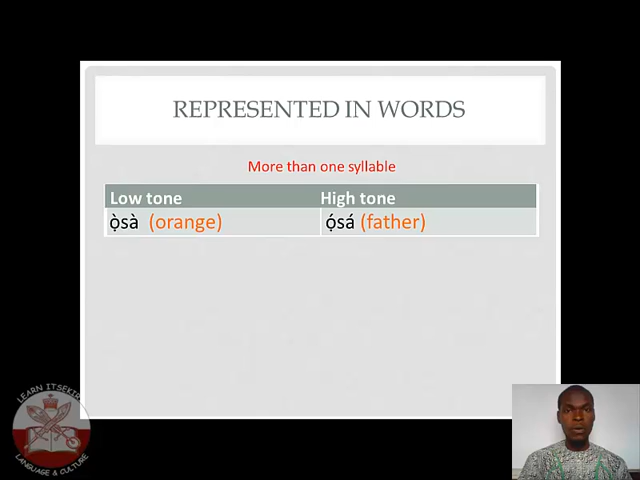 REPRESENTED IN WORDS
More than one syllable
Low tone High tone
ọ̀sà (orange) ọ́sá (father)
LEARN ITSEKIRI
LANGUAGE & CULTURE